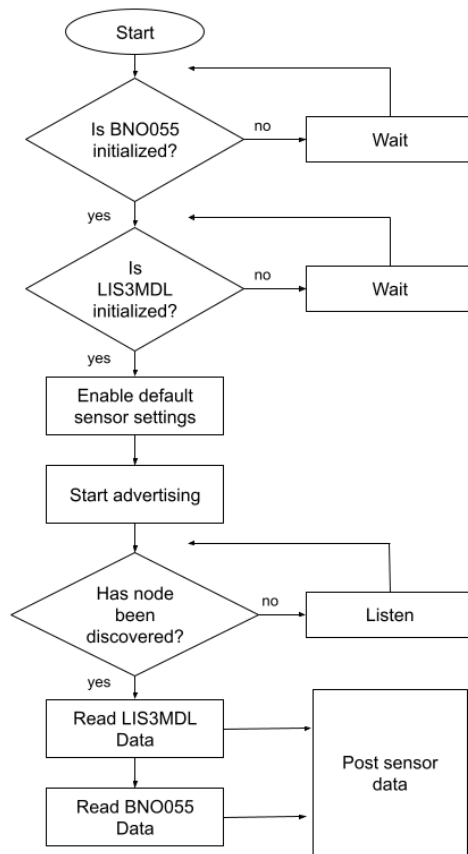 Start
Is BNO055
initialized?
no
Wait
yes
Is
LIS3MDL
initialized?
no
Wait
yes
Enable default
sensor settings
Start advertising
Has node
been
discovered?
no
Listen
yes
Read LIS3MDL
Data
Post sensor
data
Read BNO055
Data